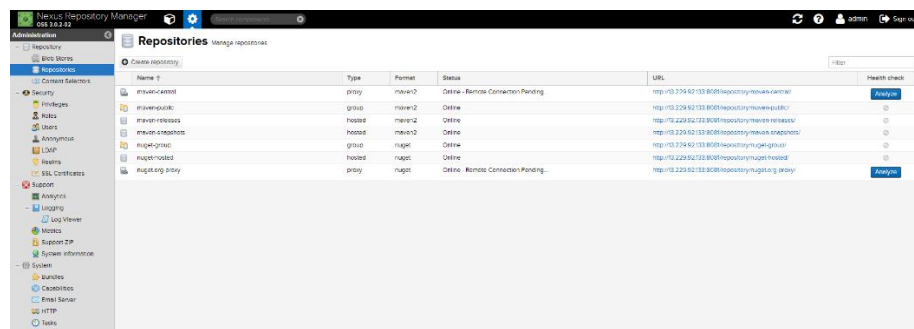 Nexus Repository Manager
OSS 3.0.2-02
Search components
admin
Sign ou
Administration
Repository
Blob Stores
Repositories
Content Selectors
Security
Privileges
Roles
Users
Anonymous
LDAP
Realms
SSL Certificates
Support
Analytics
Logging
Log Viewer
Metrics
Support ZIP
System Information
System
Bundles
Capabilities
Email Server
HTTP
Tasks
Repositories Manage repositories
Create repository
Filter
Name ↑ Type Format Status URL Health check
maven-central proxy maven2 Online - Remote Connection Pending... http://13.229.92.133:8081/repository/maven-central/ Analyze
maven-public group maven2 Online http://13.229.92.133:8081/repository/maven-public/
maven-releases hosted maven2 Online http://13.229.92.133:8081/repository/maven-releases/
maven-snapshots hosted maven2 Online http://13.229.92.133:8081/repository/maven-snapshots/
nuget-group group nuget Online http://13.229.92.133:8081/repository/nuget-group/
nuget-hosted hosted nuget Online http://13.229.92.133:8081/repository/nuget-hosted/
nuget.org-proxy proxy nuget Online - Remote Connection Pending... http://13.229.92.133:8081/repository/nuget.org-proxy/ Analyze